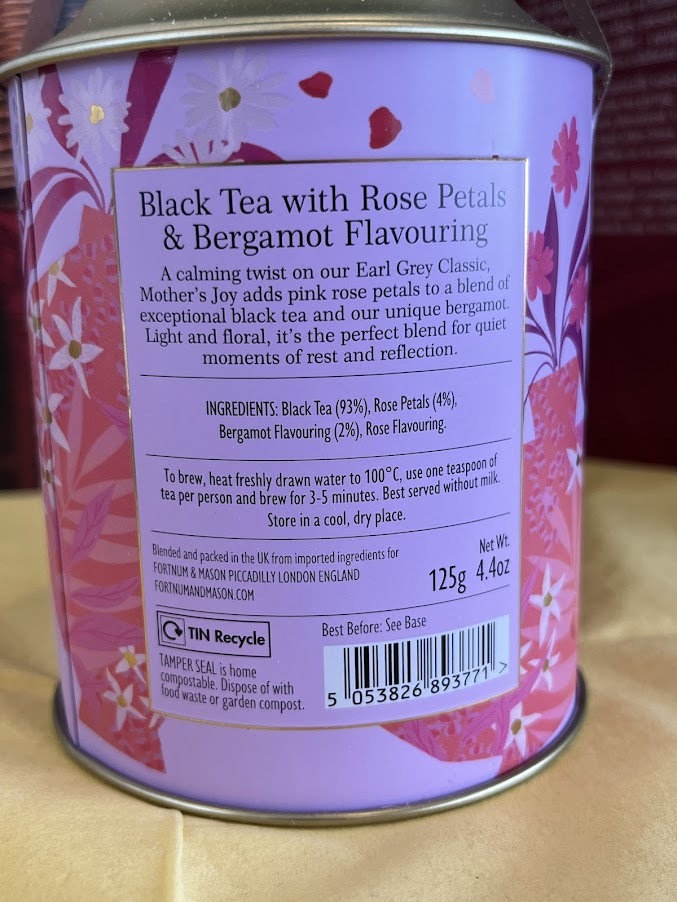 Black Tea with Rose Petals
& Bergamot Flavouring
A calming twist on our Earl Grey Classic,
Mother's Joy adds pink rose petals to a blend of
exceptional black tea and our unique bergamot.
Light and floral, it's the perfect blend for quiet
moments of rest and reflection.
INGREDIENTS: Black Tea (93%), Rose Petals (4%),
Bergamot Flavouring (2%), Rose Flavouring.
To brew, heat freshly drawn water to 100°C, use one teaspoon of
tea per person and brew for 3-5 minutes. Best served without milk.
Store in a cool, dry place.
Blended and packed in the UK from imported ingredients for
FORTNUM & MASON PICCADILLY LONDON ENGLAND
FORTNUMANDMASON.COM
Net Wt.
125g 4.4oz
TIN Recycle
TAMPER SEAL is home
compostable. Dispose of with
food waste or garden compost.
Best Before: See Base
5 053826 893771 >